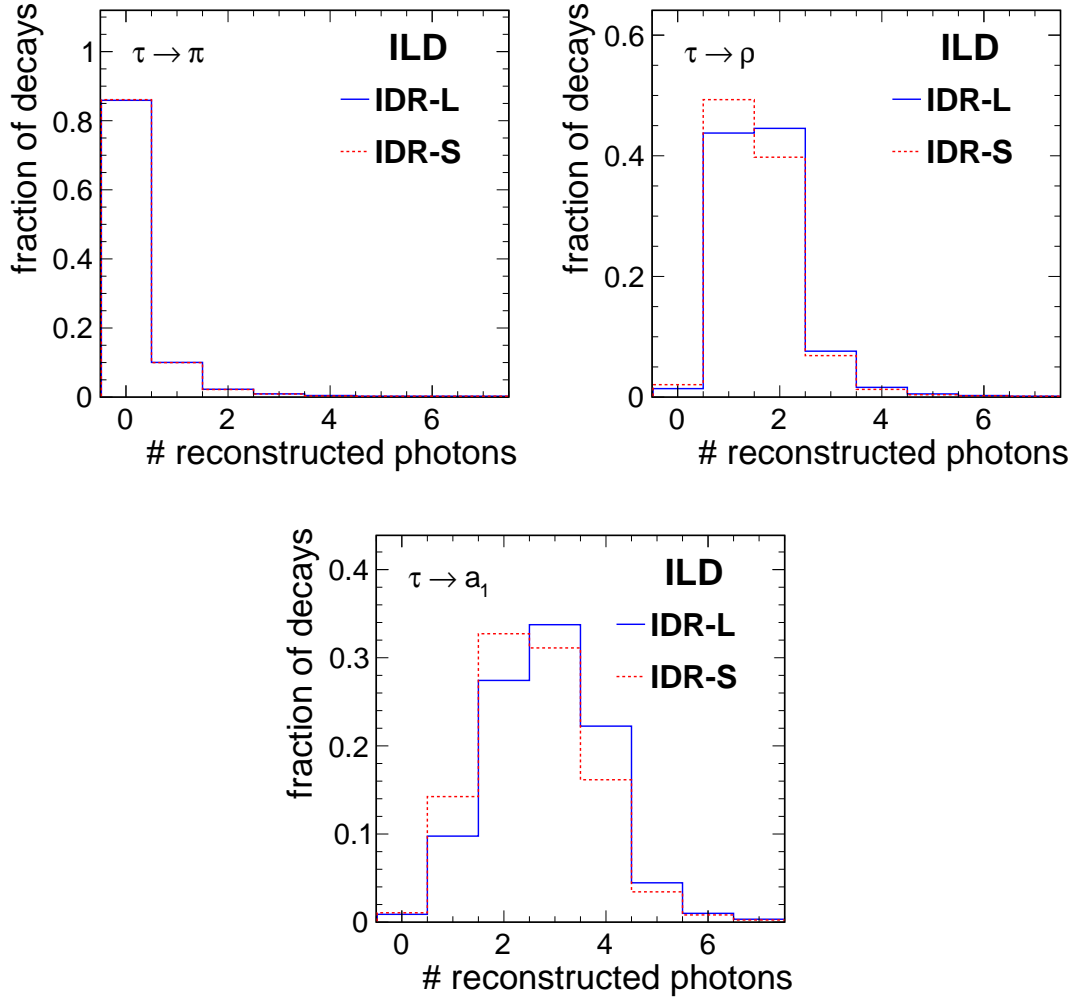 fraction of decays
1
0.8
0.6
0.4
0.2
0
τ → π
ILD
IDR-L
IDR-S
0 2 4 6
# reconstructed photons
fraction of decays
0.6
0.4
0.2
0
τ → ρ
ILD
IDR-L
IDR-S
0 2 4 6
# reconstructed photons
fraction of decays
0.4
0.3
0.2
0.1
0
τ → a₁
ILD
IDR-L
IDR-S
0 2 4 6
# reconstructed photons